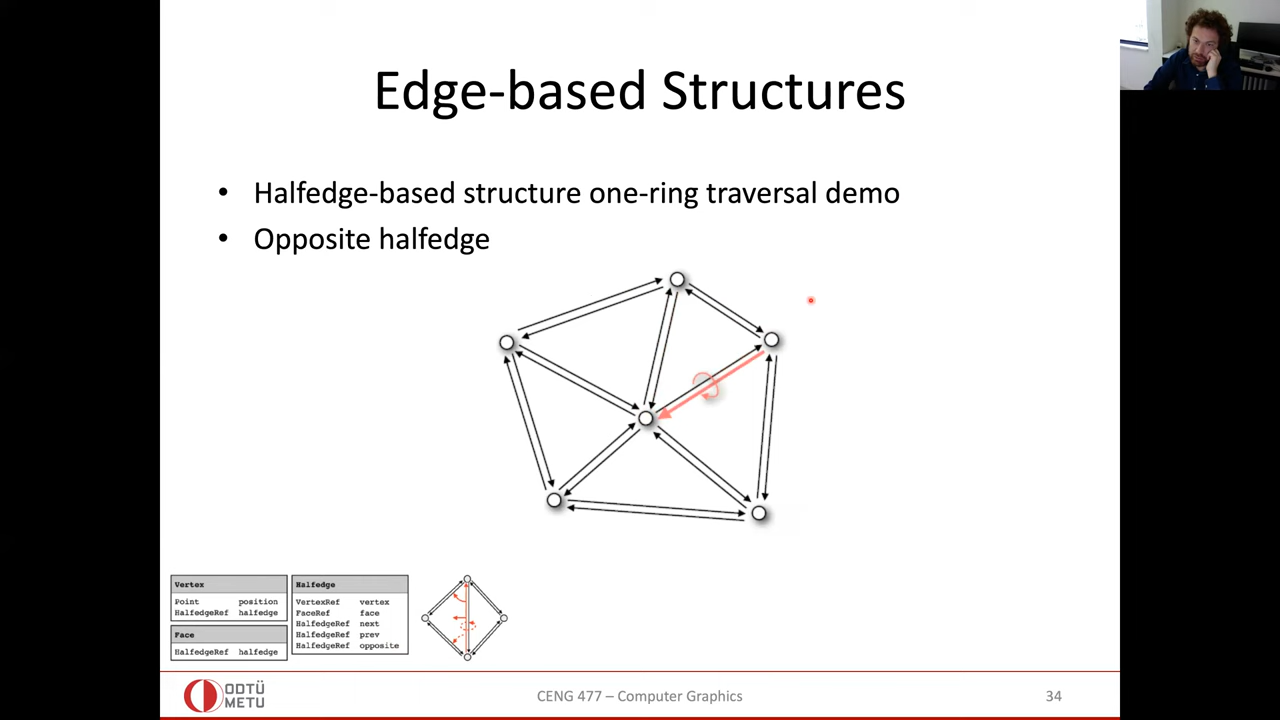 Edge-based Structures
• Halfedge-based structure one-ring traversal demo
• Opposite halfedge
Vertex
Point position
HalfedgeRef halfedge
Face
HalfedgeRef halfedge
Halfedge
VertexRef vertex
FaceRef face
HalfedgeRef next
HalfedgeRef prev
HalfedgeRef opposite
ODTÜ
METU
CENG 477 – Computer Graphics
34